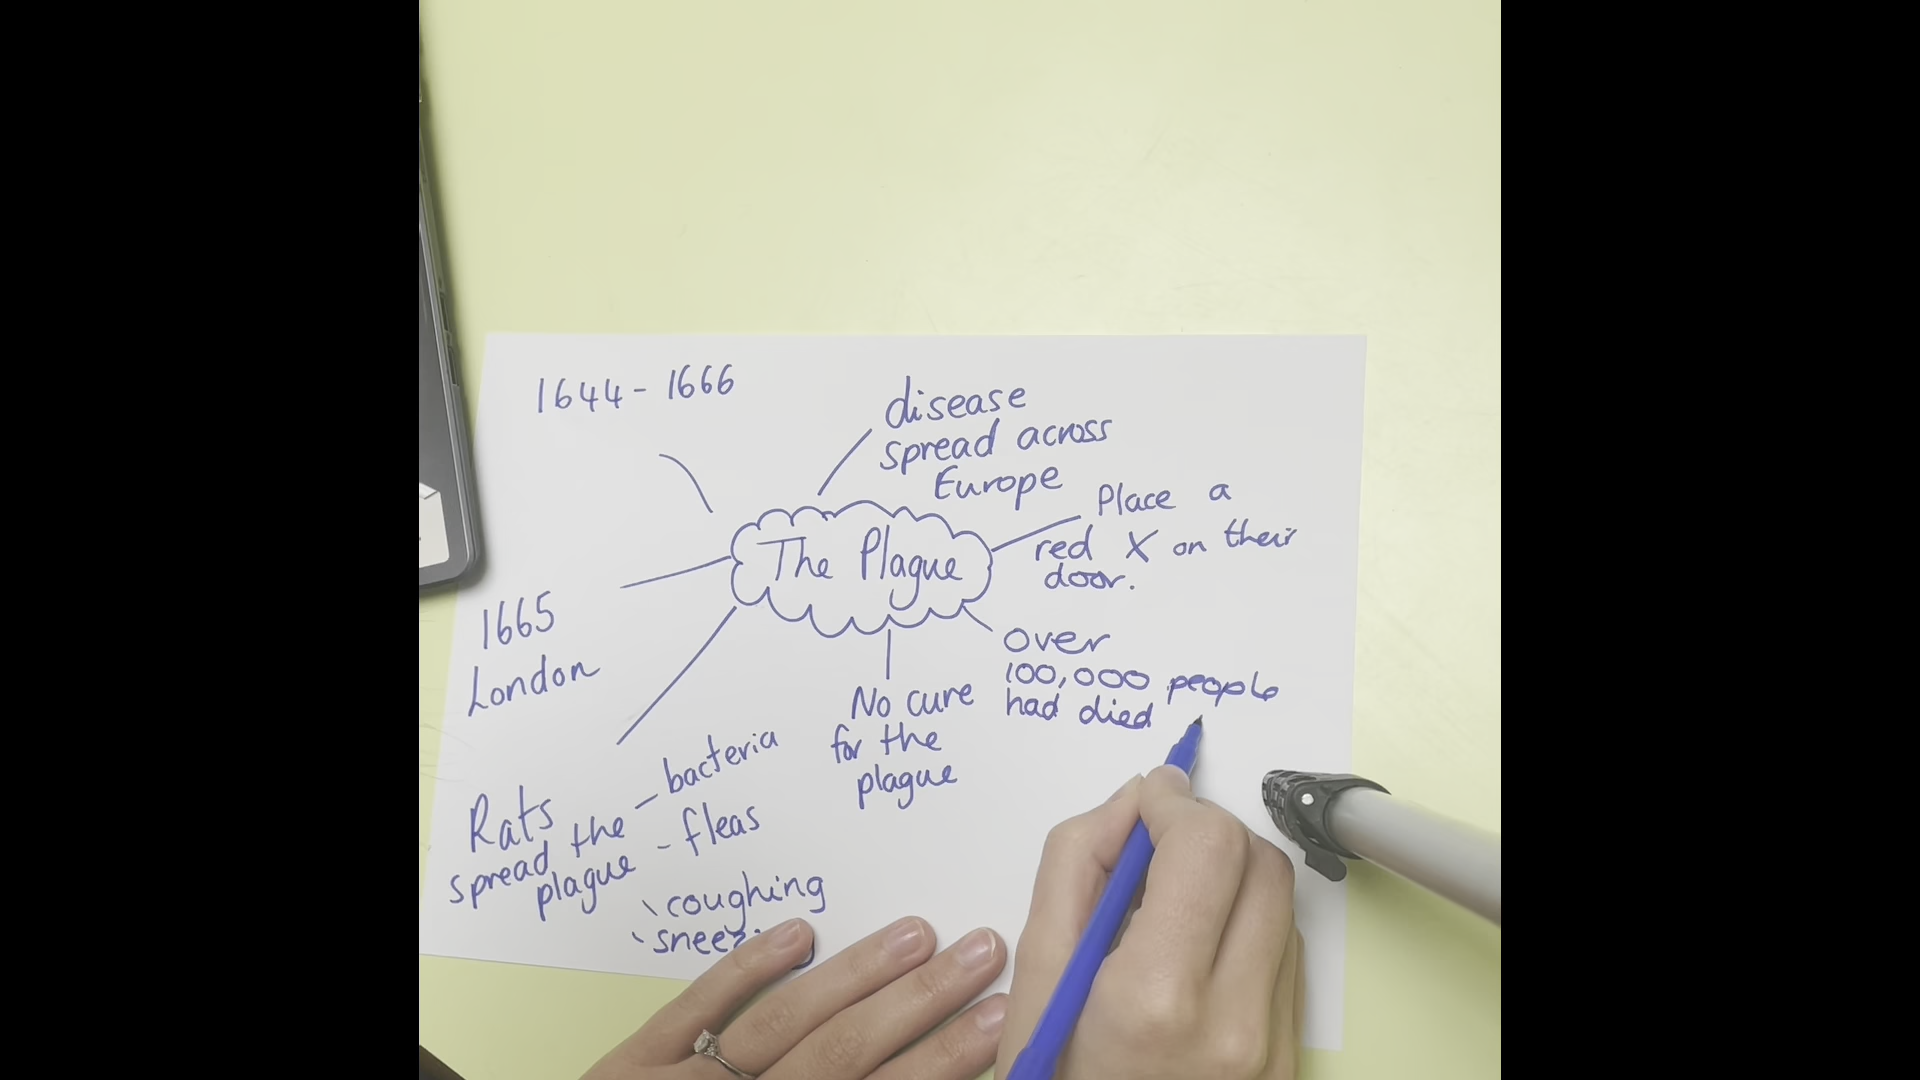 1644 - 1666
disease
spread across
Europe
Place a
red X on their
door.
The Plague
1665
London
over
100,000 people
had died
No cure
for the
plague
Rats
spread the
plague
- bacteria
- fleas
coughing